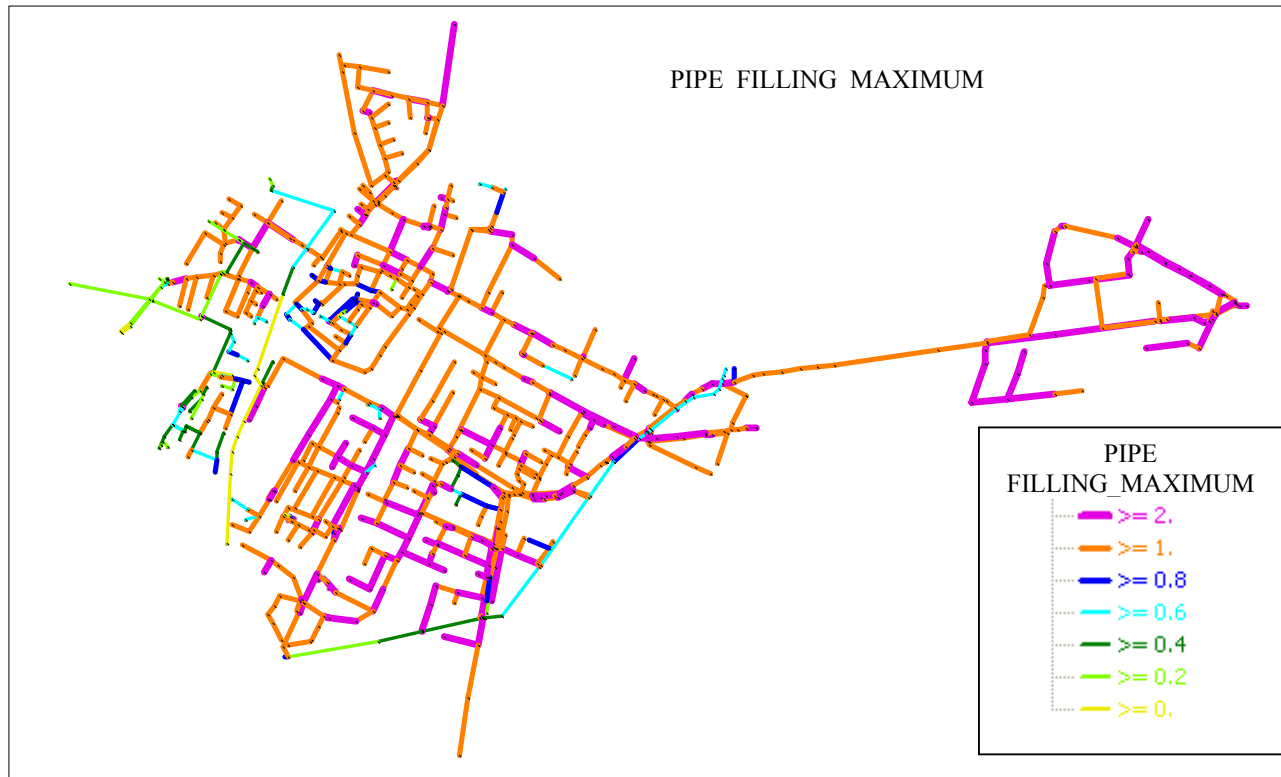 PIPE FILLING MAXIMUM
PIPE
FILLING_MAXIMUM
>= 2.
>= 1.
>= 0.8
>= 0.6
>= 0.4
>= 0.2
>= 0.